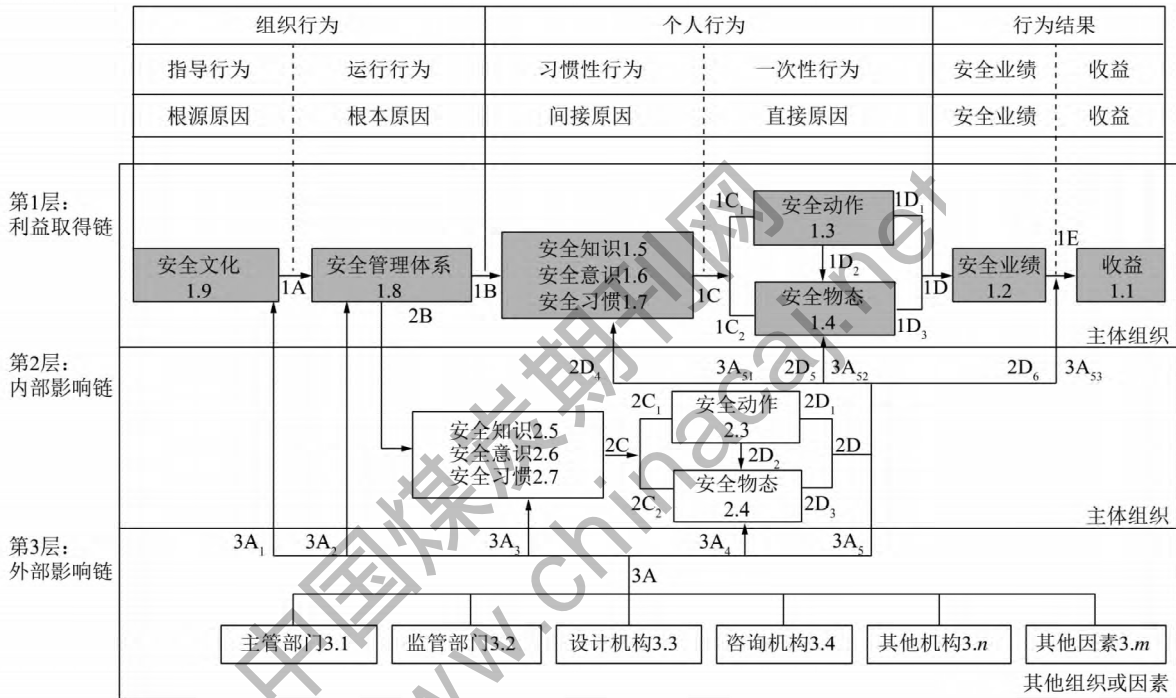 组织行为 个人行为 行为结果
指导行为 运行行为 习惯性行为 一次性行为 安全业绩 收益
根源原因 根本原因 间接原因 直接原因 安全业绩 收益
第1层:
利益取得链
安全文化
1.9
1A
安全管理体系
1.8
1B
2B
安全知识1.5
安全意识1.6
安全习惯1.7
1C
1C1
1C2
安全动作
1.3
1D1
1D2
安全物态
1.4
1D3
1D
安全业绩
1.2
1E
收益
1.1
主体组织
第2层:
内部影响链
2D4 3A51 2D5 3A52 2D6 3A53
安全知识2.5
安全意识2.6
安全习惯2.7
2C
2C1
2C2
安全动作
2.3
2D1
2D2
安全物态
2.4
2D3
2D
主体组织
第3层:
外部影响链
3A1 3A2 3A3 3A4 3A5
3A
主管部门3.1 监管部门3.2 设计机构3.3 咨询机构3.4 其他机构3.n 其他因素3.m
其他组织或因素
中国煤炭期刊网
www.chinacaj.net